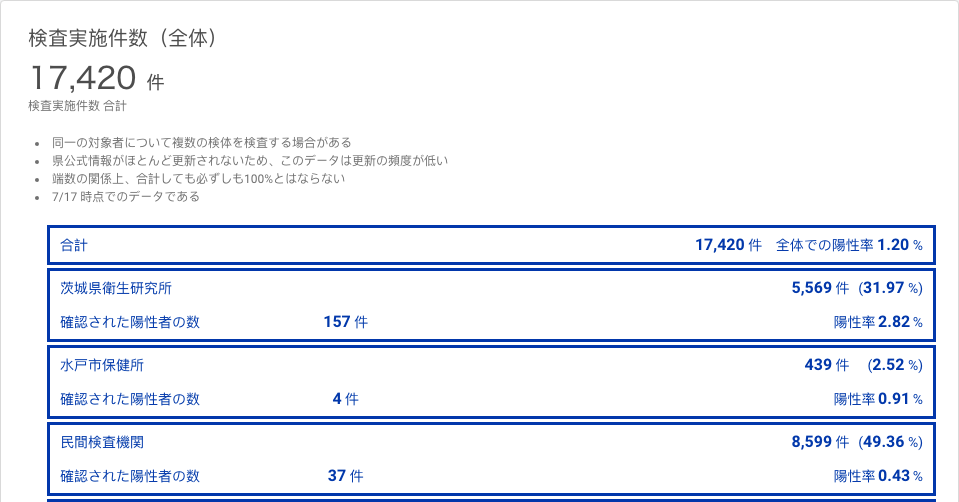 検査実施件数（全体）
17,420 件
検査実施件数 合計
• 同一の対象者について複数の検体を検査する場合がある
• 県公式情報がほとんど更新されないため、このデータは更新の頻度が低い
• 端数の関係上、合計しても必ずしも100%とはならない
• 7/17 時点でのデータである
合計 17,420 件 全体での陽性率 1.20 %
茨城県衛生研究所 5,569 件 (31.97 %)
確認された陽性者の数 157 件 陽性率 2.82 %
水戸市保健所 439 件 (2.52 %)
確認された陽性者の数 4 件 陽性率 0.91 %
民間検査機関 8,599 件 (49.36 %)
確認された陽性者の数 37 件 陽性率 0.43 %